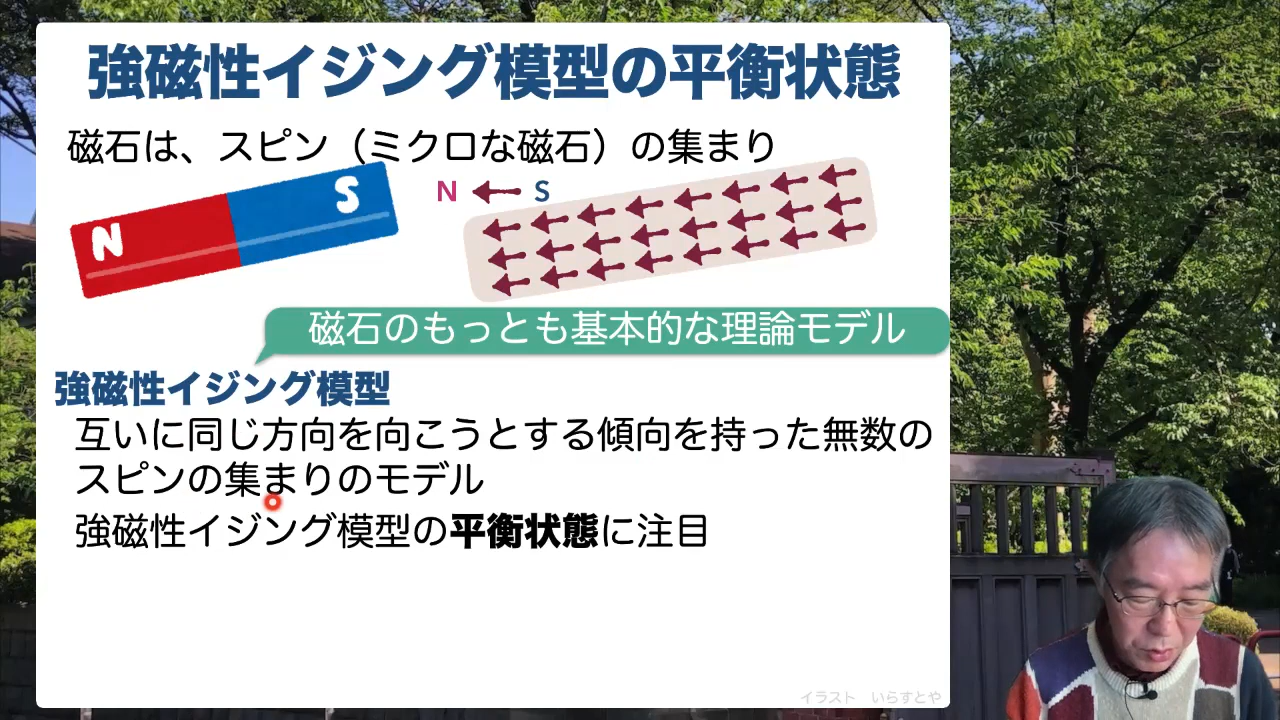 強磁性イジング模型の平衡状態
磁石は、スピン（ミクロな磁石）の集まり
N S
N S
磁石のもっとも基本的な理論モデル
強磁性イジング模型
互いに同じ方向を向こうとする傾向を持った無数の
スピンの集まりのモデル
強磁性イジング模型の平衡状態に注目
イラスト　いらすとや